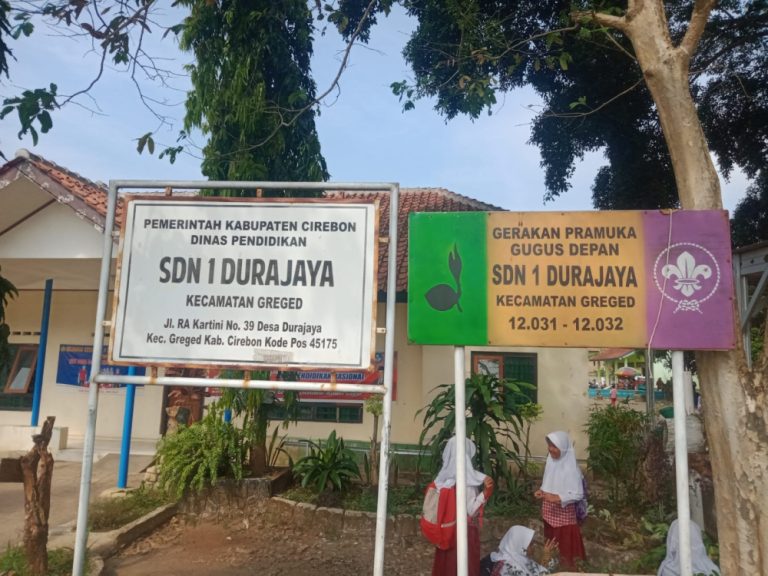 PEMERINTAH KABUPATEN CIREBON
DINAS PENDIDIKAN
SDN 1 DURAJAYA
KECAMATAN GREGED
Jl. RA Kartini No. 39 Desa Durajaya
Kec. Greged Kab. Cirebon Kode Pos 45175
GERAKAN PRAMUKA
GUGUS DEPAN
SDN 1 DURAJAYA
KECAMATAN GREGED
12.031 - 12.032